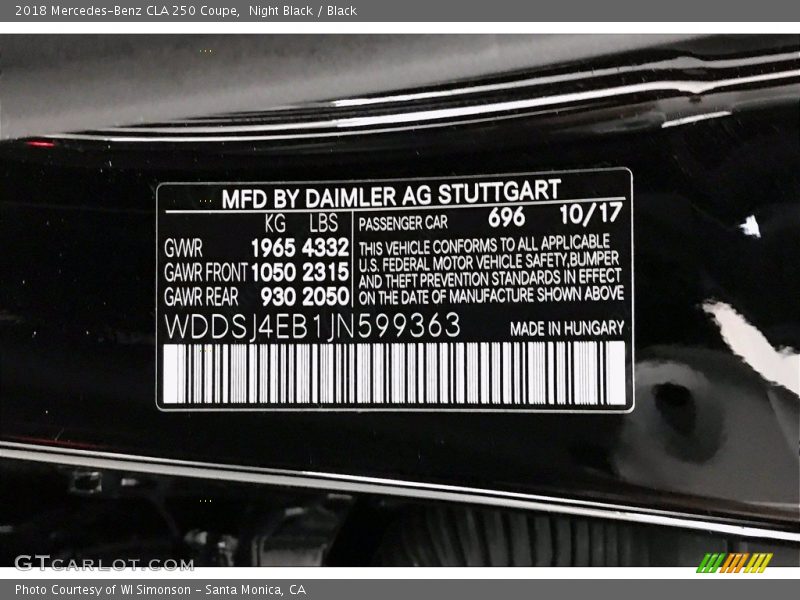 2018 Mercedes-Benz CLA 250 Coupe, Night Black / Black
MFD BY DAIMLER AG STUTTGART
KG LBS PASSENGER CAR 696 10/17
GVWR 1965 4332
GAWR FRONT 1050 2315
GAWR REAR 930 2050
THIS VEHICLE CONFORMS TO ALL APPLICABLE
U.S. FEDERAL MOTOR VEHICLE SAFETY,BUMPER
AND THEFT PREVENTION STANDARDS IN EFFECT
ON THE DATE OF MANUFACTURE SHOWN ABOVE
WDDSJ4EB1JN599363 MADE IN HUNGARY
GTCARLOT.COM
Photo Courtesy of WI Simonson - Santa Monica, CA